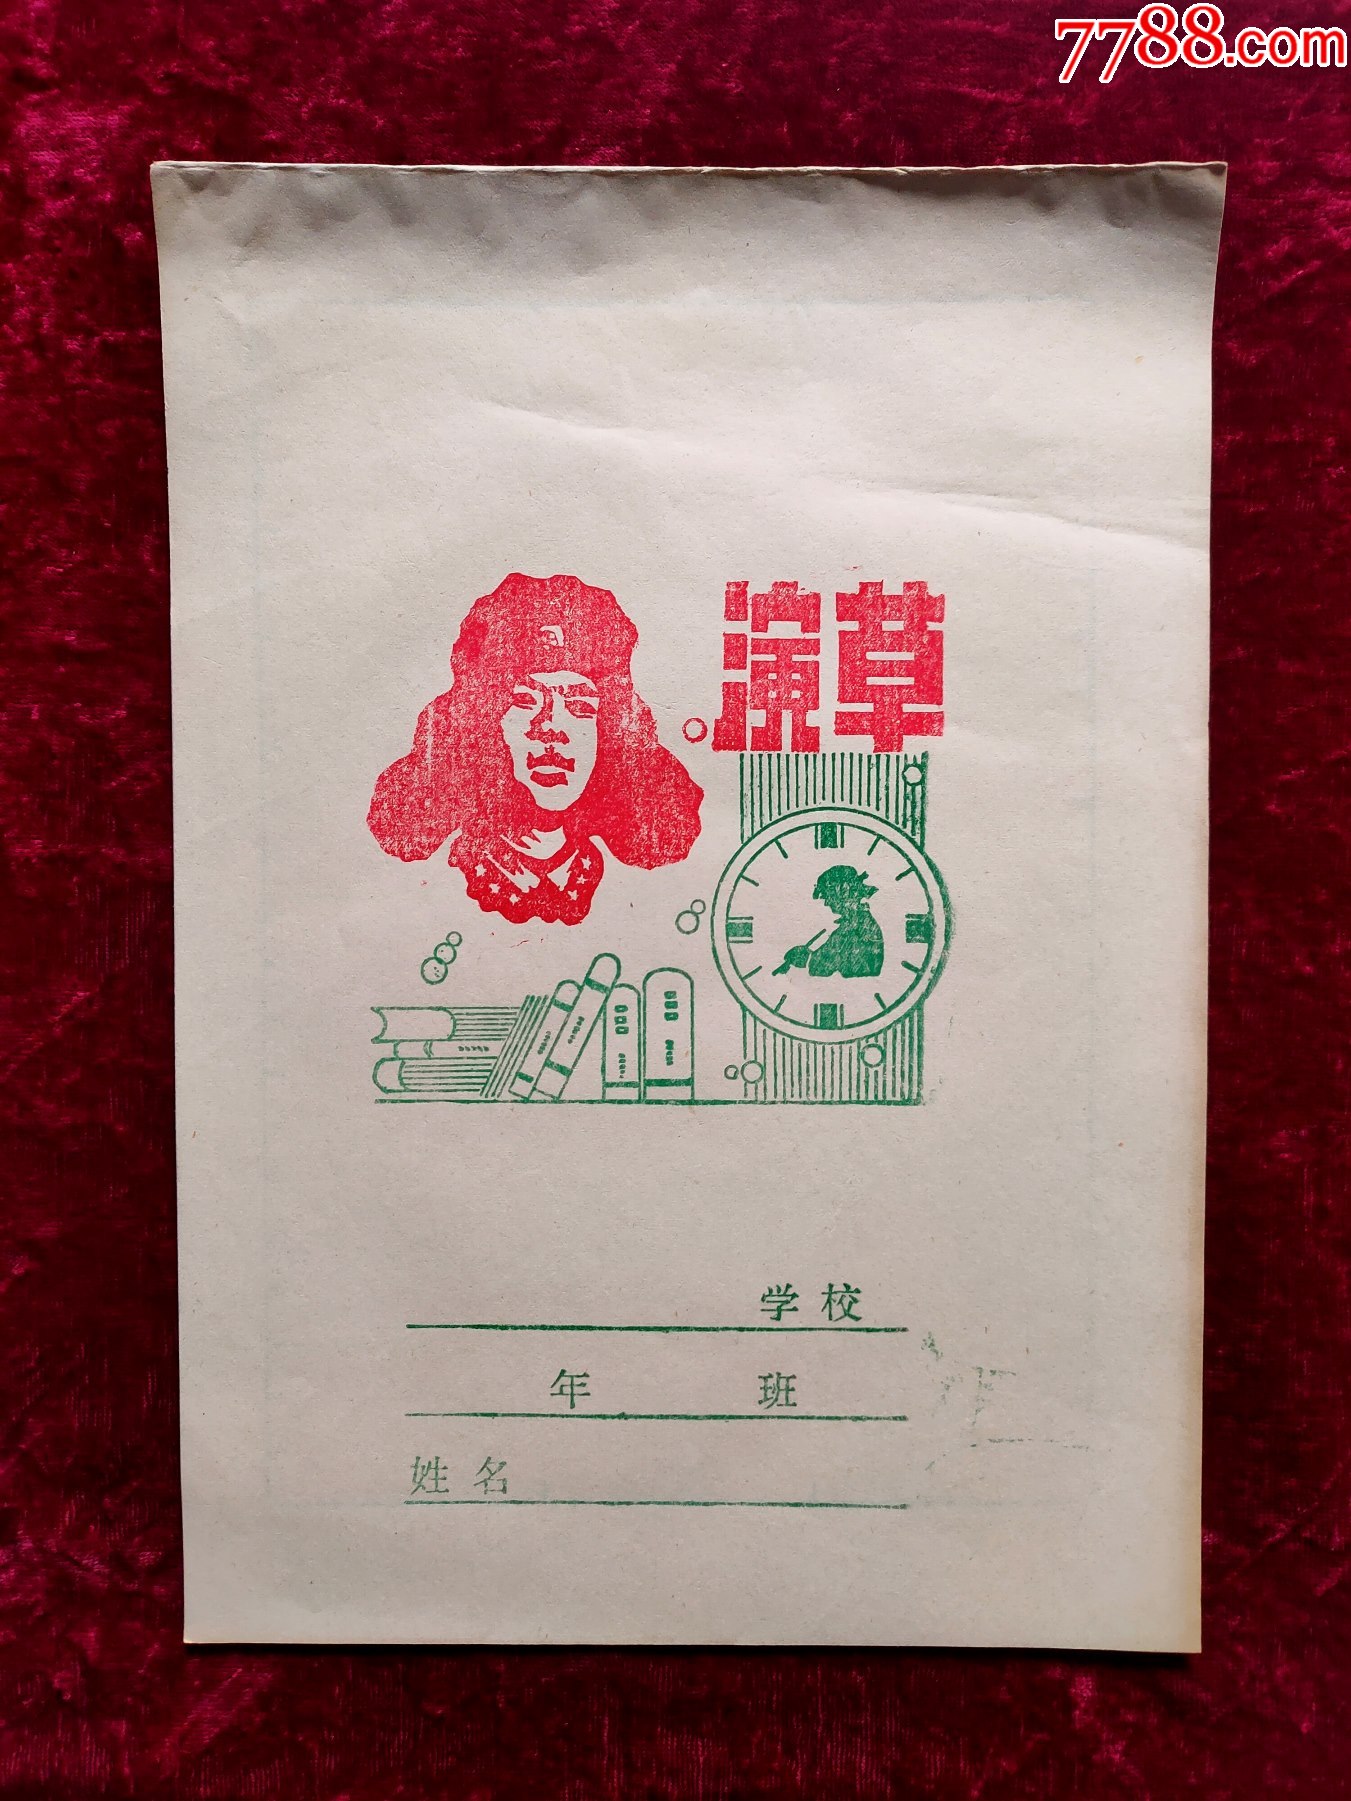 7788.com
演草
学校
年 班
姓名